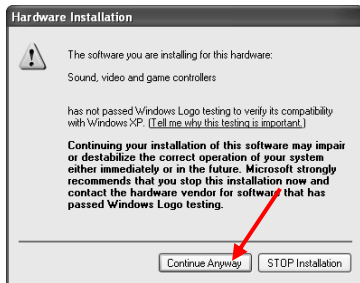 Hardware Installation
The software you are installing for this hardware:
Sound, video and game controllers
has not passed Windows Logo testing to verify its compatibility
with Windows XP. (Tell me why this testing is important.)
Continuing your installation of this software may impair
or destabilize the correct operation of your system
either immediately or in the future. Microsoft strongly
recommends that you stop this installation now and
contact the hardware vendor for software that has
passed Windows Logo testing.
Continue Anyway
STOP Installation